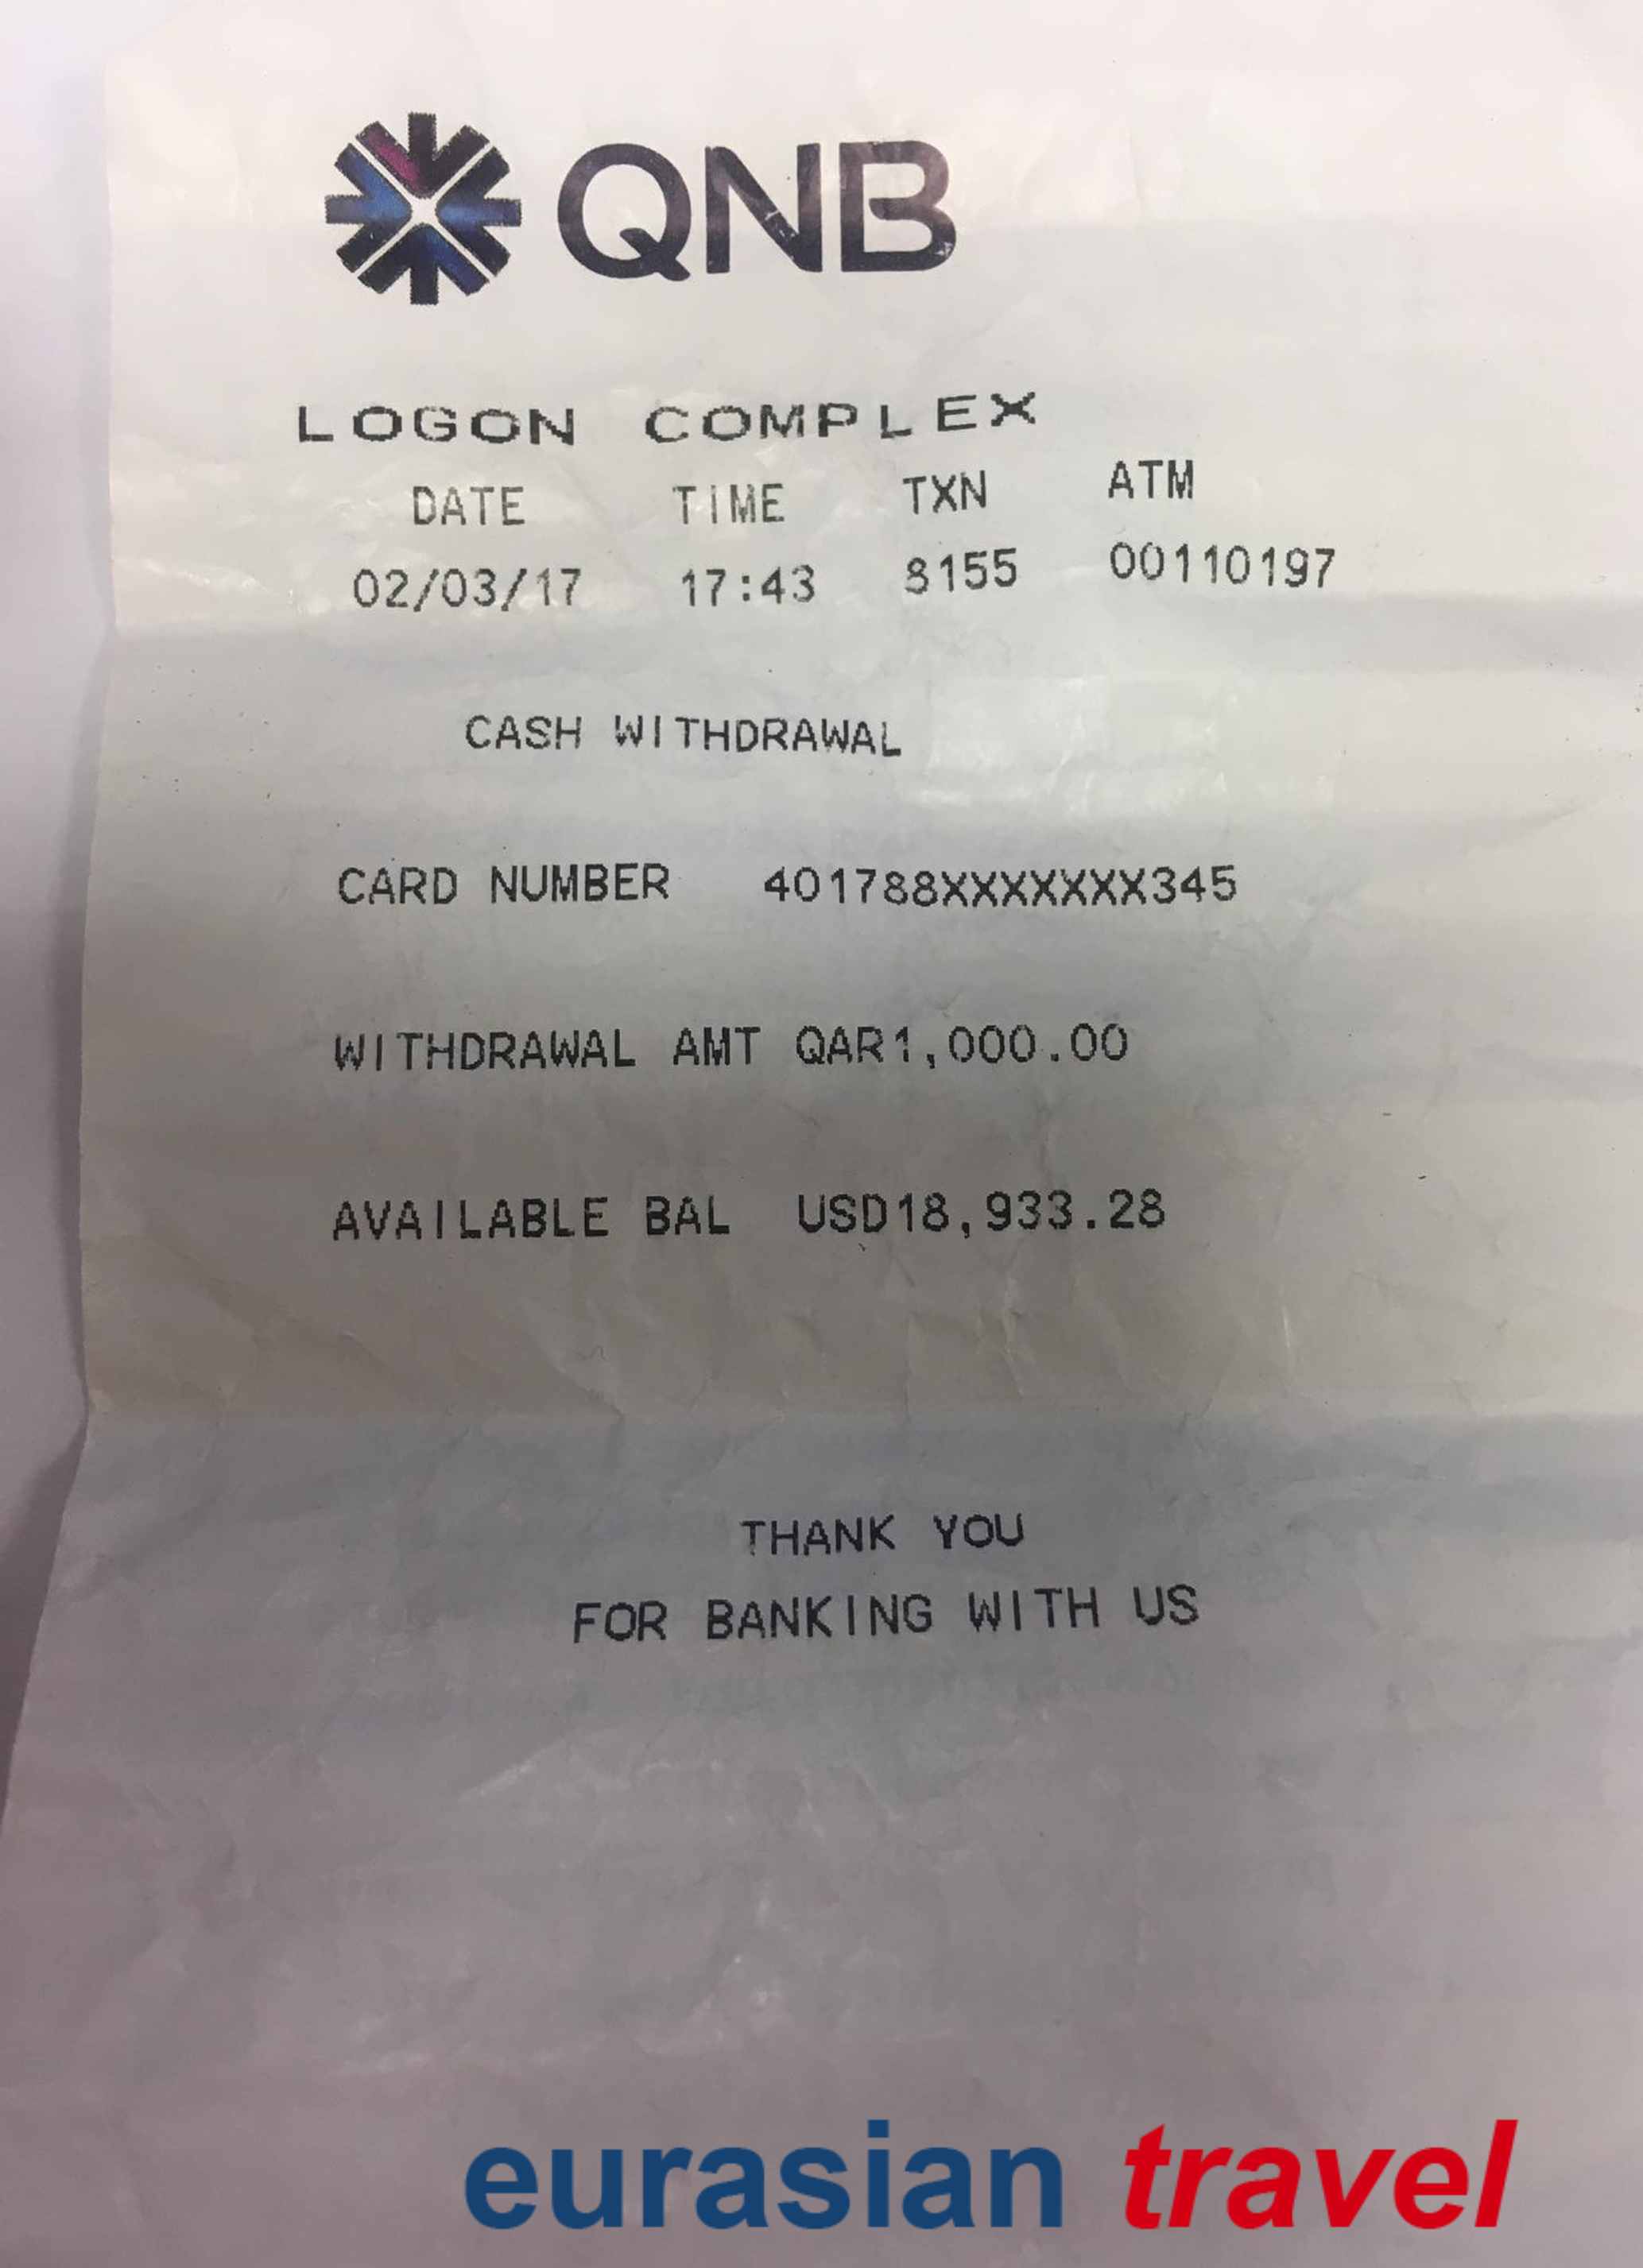 QNB
LOGON COMPLEX
DATE TIME TXN ATM
02/03/17 17:43 8155 00110197
CASH WITHDRAWAL
CARD NUMBER 401788XXXXXXX345
WITHDRAWAL AMT QAR1,000.00
AVAILABLE BAL USD18,933.28
THANK YOU
FOR BANKING WITH US
eurasian travel